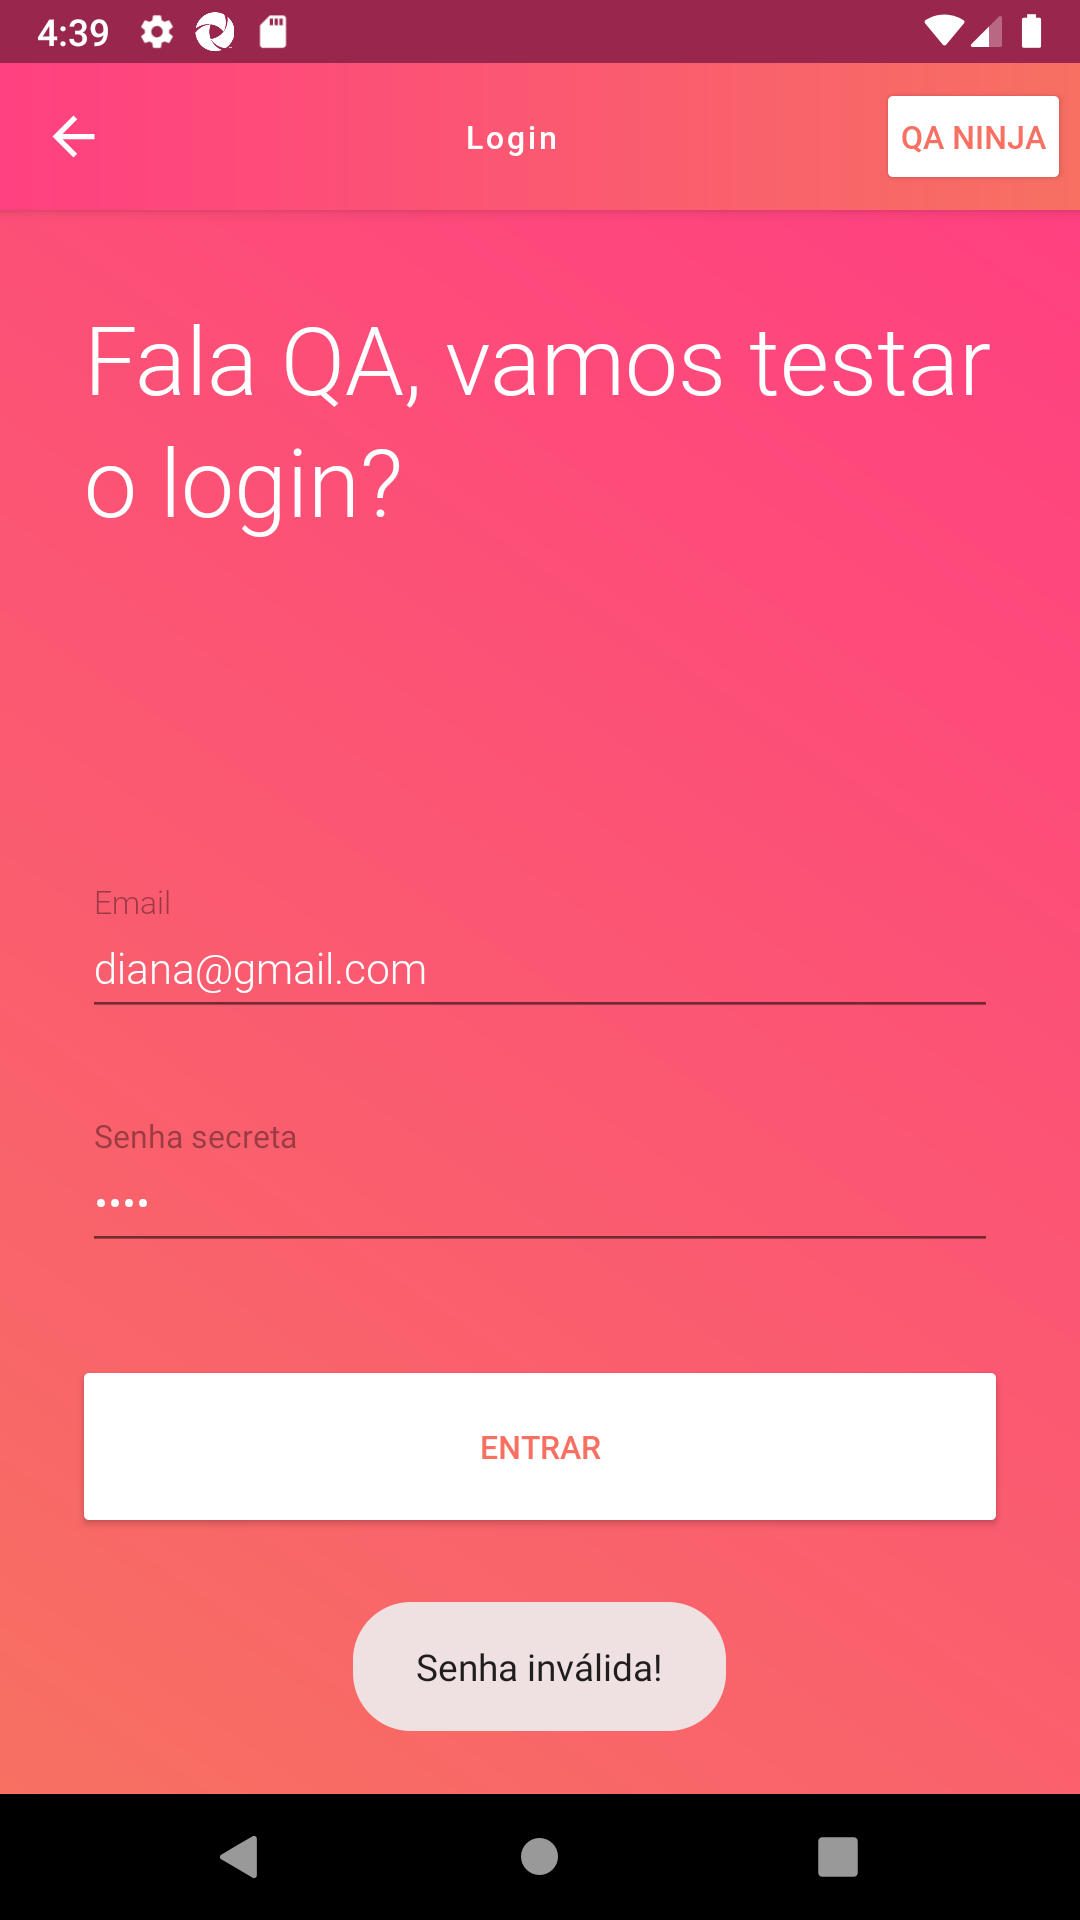 4:39
Login
QA NINJA
Fala QA, vamos testar
o login?
Email
diana@gmail.com
Senha secreta
••••
ENTRAR
Senha inválida!